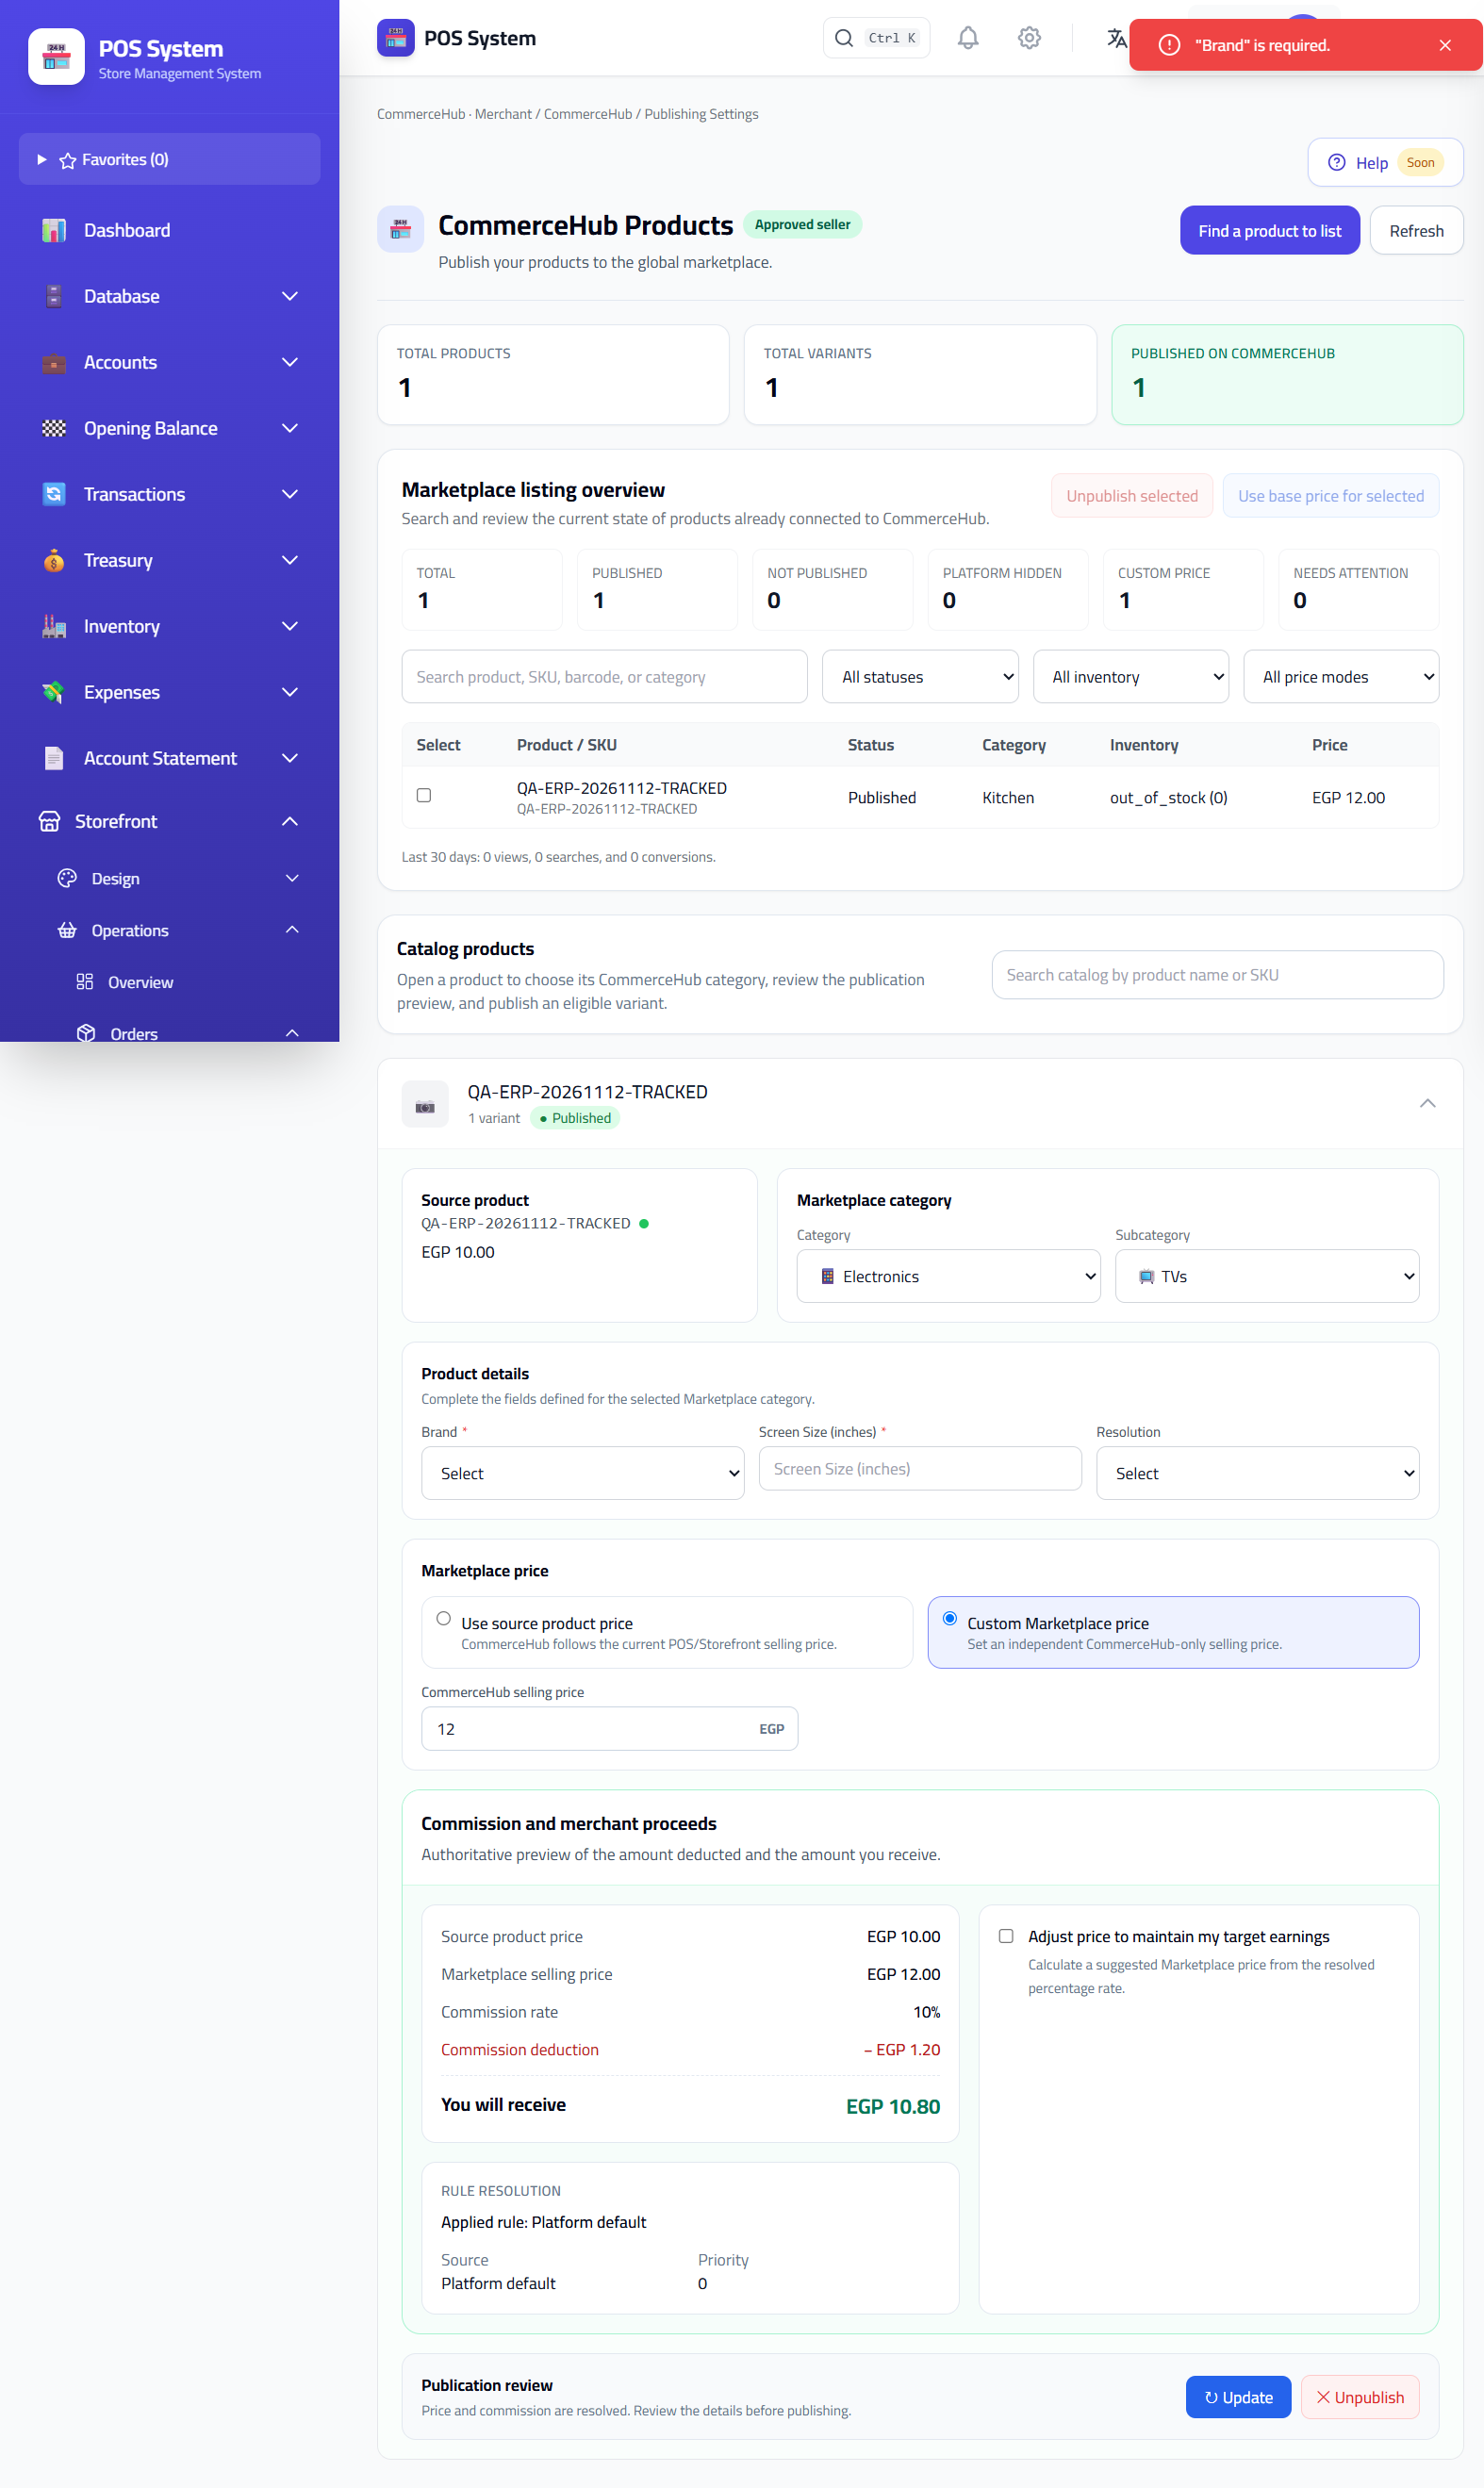 POS System
Store Management System
Favorites (0)
Dashboard
Database
Accounts
Opening Balance
Transactions
Treasury
Inventory
Expenses
Account Statement
Storefront
Design
Operations
Overview
Orders
24 H
POS System
Ctrl K
"Brand" is required.
CommerceHub · Merchant / CommerceHub / Publishing Settings
Help Soon
CommerceHub Products Approved seller
Publish your products to the global marketplace.
Find a product to list
Refresh
TOTAL PRODUCTS
1
TOTAL VARIANTS
1
PUBLISHED ON COMMERCEHUB
1
Marketplace listing overview
Search and review the current state of products already connected to CommerceHub.
Unpublish selected
Use base price for selected
TOTAL
1
PUBLISHED
1
NOT PUBLISHED
0
PLATFORM HIDDEN
0
CUSTOM PRICE
1
NEEDS ATTENTION
0
Search product, SKU, barcode, or category
All statuses
All inventory
All price modes
Select Product / SKU Status Category Inventory Price
QA-ERP-20261112-TRACKED
QA-ERP-20261112-TRACKED
Published Kitchen out_of_stock (0) EGP 12.00
Last 30 days: 0 views, 0 searches, and 0 conversions.
Catalog products
Open a product to choose its CommerceHub category, review the publication
preview, and publish an eligible variant.
Search catalog by product name or SKU
QA-ERP-20261112-TRACKED
1 variant ● Published
Source product
QA-ERP-20261112-TRACKED
EGP 10.00
Marketplace category
Category
Electronics
Subcategory
TVs
Product details
Complete the fields defined for the selected Marketplace category.
Brand *
Select
Screen Size (inches) *
Screen Size (inches)
Resolution
Select
Marketplace price
Use source product price
CommerceHub follows the current POS/Storefront selling price.
Custom Marketplace price
Set an independent CommerceHub-only selling price.
CommerceHub selling price
12 EGP
Commission and merchant proceeds
Authoritative preview of the amount deducted and the amount you receive.
Source product price EGP 10.00
Marketplace selling price EGP 12.00
Commission rate 10%
Commission deduction – EGP 1.20
You will receive EGP 10.80
Adjust price to maintain my target earnings
Calculate a suggested Marketplace price from the resolved
percentage rate.
RULE RESOLUTION
Applied rule: Platform default
Source Priority
Platform default 0
Publication review
Price and commission are resolved. Review the details before publishing.
↻ Update
✕ Unpublish